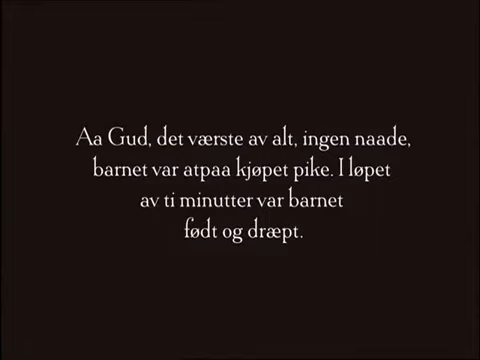 Aa Gud, det værste av alt, ingen naade,
barnet var atpaa kjøpet pike. I løpet
av ti minutter var barnet
født og dræpt.